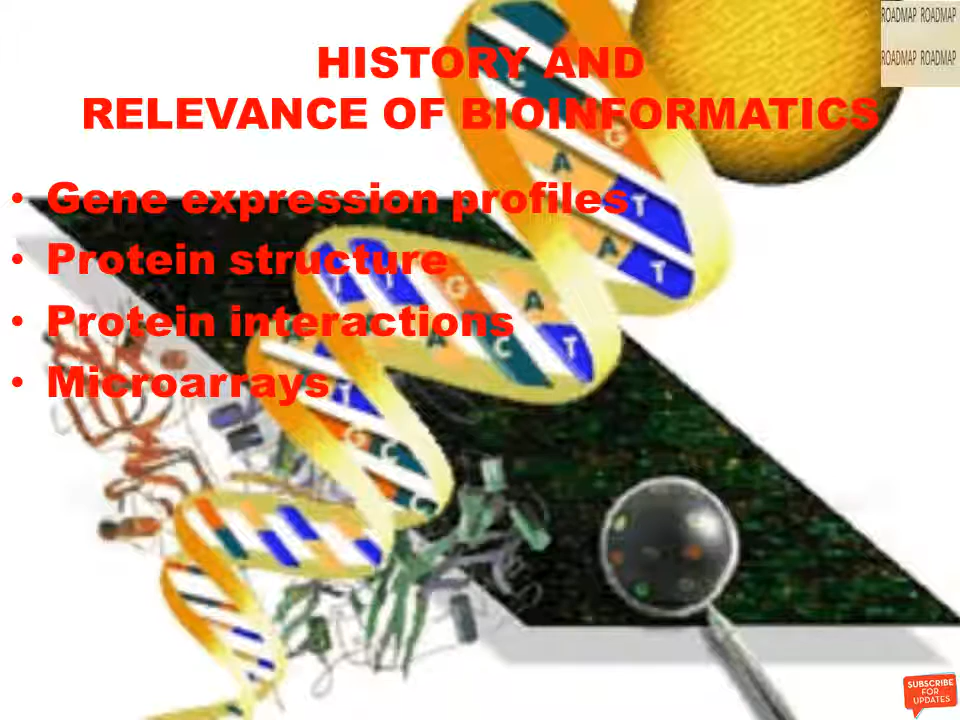 ROADMAP ROADMAP
ROADMAP ROADMAP
HISTORY AND
RELEVANCE OF BIOINFORMATICS
• Gene expression profiles
• Protein structure
• Protein interactions
• Microarrays
C
G
A
T
A
T
T
T
G
A
A
C
T
T
G
C
C
SUBSCRIBE
FOR
UPDATES